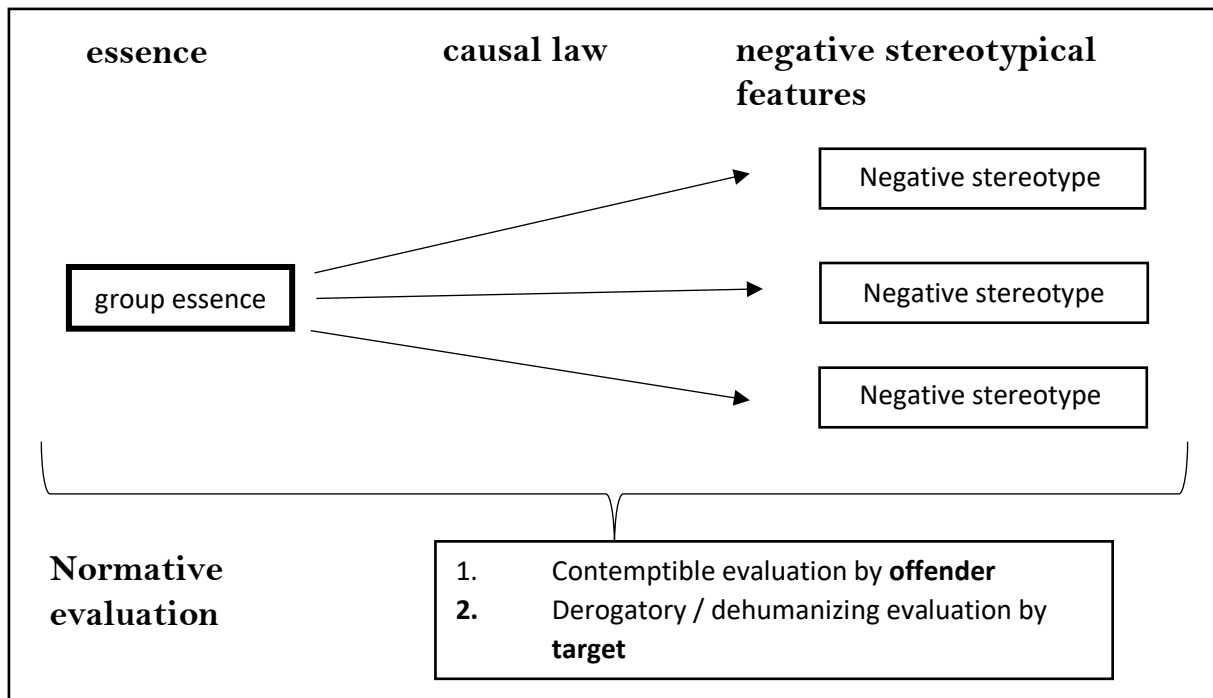 essence
causal law
negative stereotypical
features
Negative stereotype
group essence
Negative stereotype
Negative stereotype
Normative
evaluation
1. Contemptible evaluation by offender
2. Derogatory / dehumanizing evaluation by
target